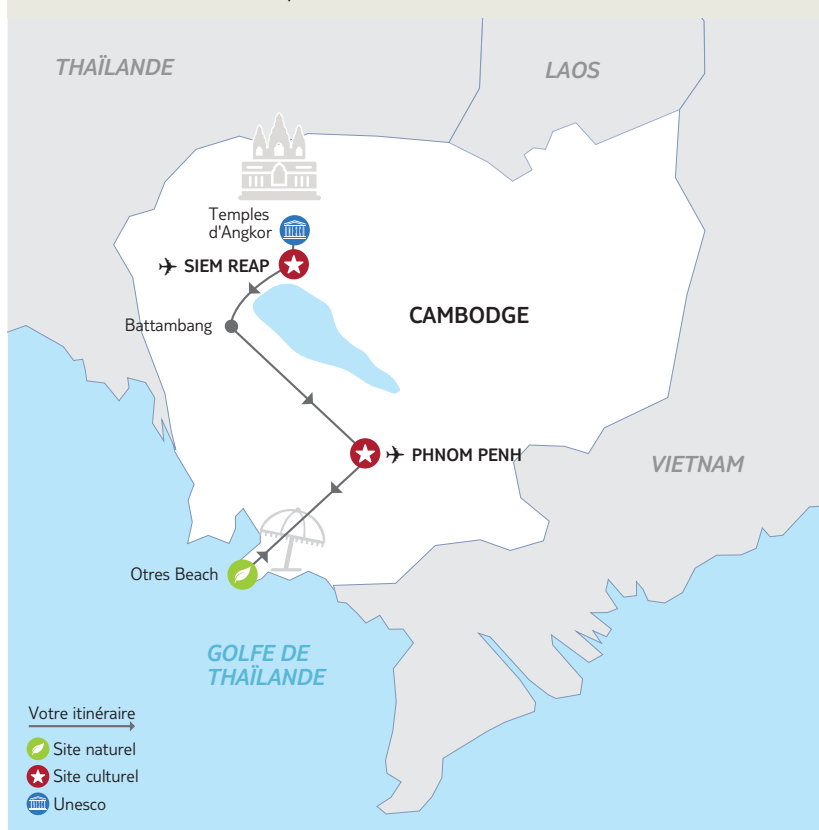 THAÏLANDE
LAOS
Temples
d'Angkor
SIEM REAP
CAMBODGE
Battambang
PHNOM PENH
VIETNAM
Otres Beach
GOLFE DE
THAÏLANDE
Votre itinéraire
Site naturel
Site culturel
Unesco